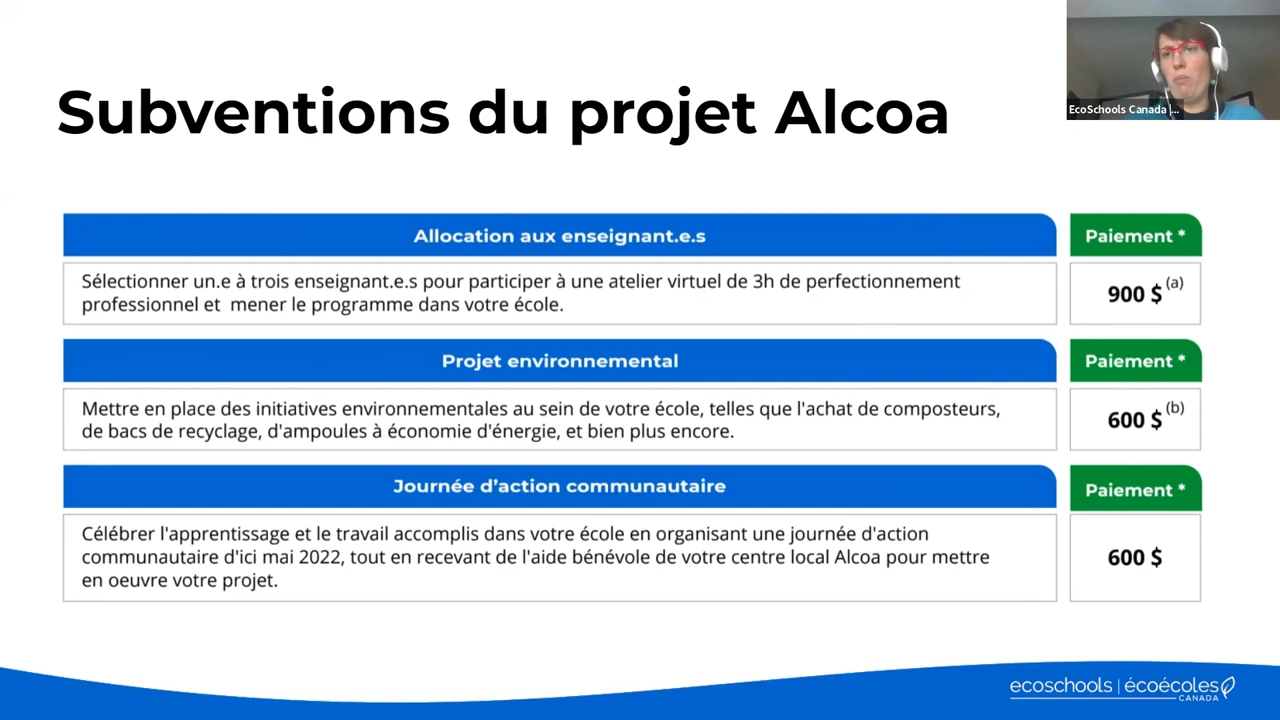 Subventions du projet Alcoa
EcoSchools Canada |...
Allocation aux enseignant.e.s
Paiement *
Sélectionner un.e à trois enseignant.e.s pour participer à une atelier virtuel de 3h de perfectionnement
professionnel et  mener le programme dans votre école.
900 $ (a)
Projet environnemental
Paiement *
Mettre en place des initiatives environnementales au sein de votre école, telles que l'achat de composteurs,
de bacs de recyclage, d'ampoules à économie d'énergie, et bien plus encore.
600 $ (b)
Journée d'action communautaire
Paiement *
Célébrer l'apprentissage et le travail accomplis dans votre école en organisant une journée d'action
communautaire d'ici mai 2022, tout en recevant de l'aide bénévole de votre centre local Alcoa pour mettre
en oeuvre votre projet.
600 $
ecoschools | écoécoles
CANADA